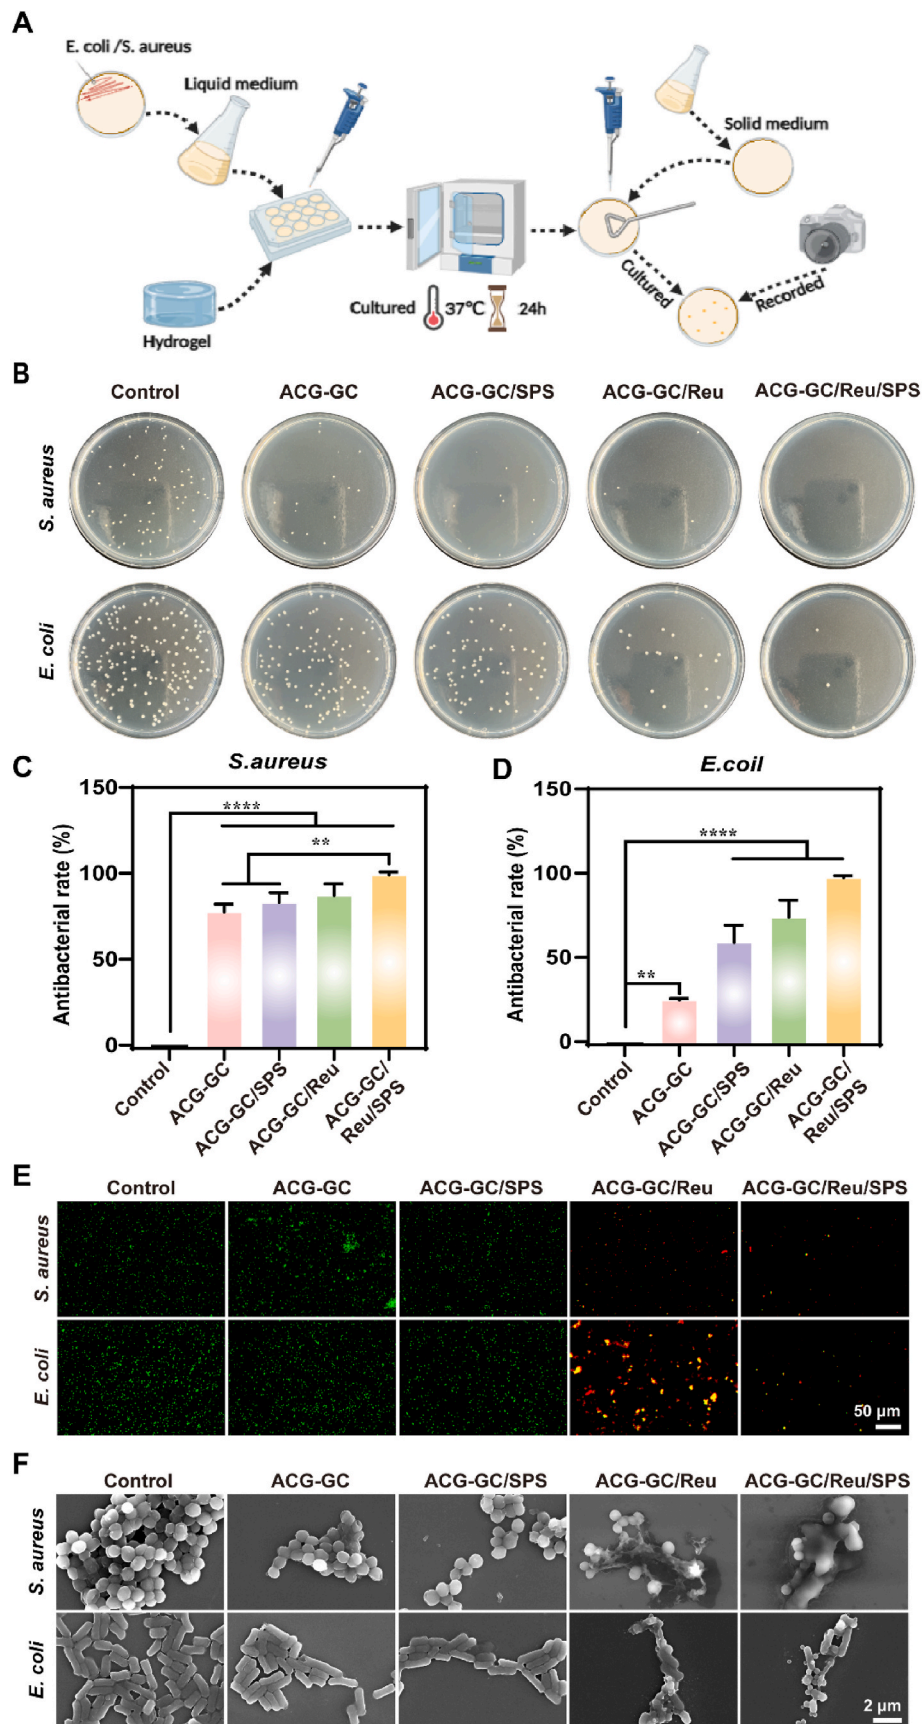 A
E. coli /S. aureus
Liquid medium
Solid medium
Hydrogel
Cultured 37°C 24h
Cultured
Recorded
B
Control ACG-GC ACG-GC/SPS ACG-GC/Reu ACG-GC/Reu/SPS
S. aureus
E. coli
C
S.aureus
Antibacterial rate (%)
150
100
50
0
****
**
Control
ACG-GC
ACG-GC/SPS
ACG-GC/Reu
ACG-GC/
Reu/SPS
D
E.coil
Antibacterial rate (%)
150
100
50
0
****
**
Control
ACG-GC
ACG-GC/SPS
ACG-GC/Reu
ACG-GC/
Reu/SPS
E
Control ACG-GC ACG-GC/SPS ACG-GC/Reu ACG-GC/Reu/SPS
S. aureus
E. coli
50 μm
F
Control ACG-GC ACG-GC/SPS ACG-GC/Reu ACG-GC/Reu/SPS
S. aureus
E. coli
2 μm